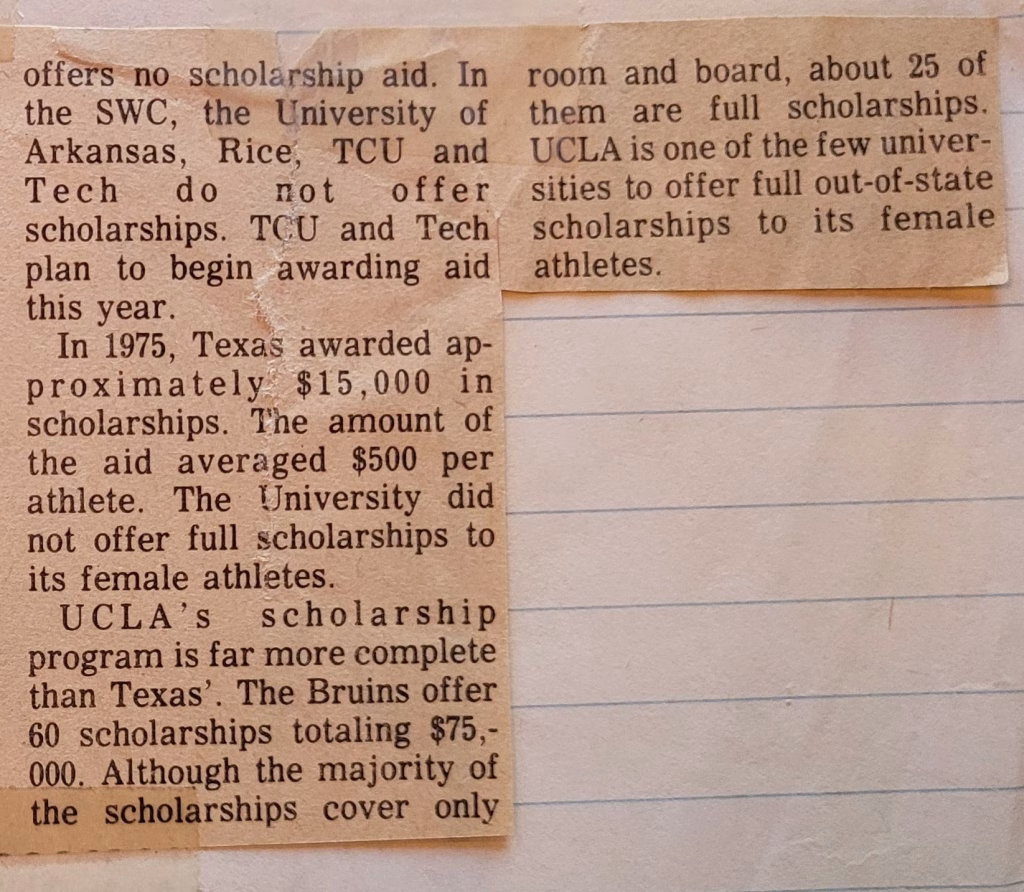 offers no scholarship aid. In
the SWC, the University of
Arkansas, Rice, TCU and
Tech do not offer
scholarships. TCU and Tech
plan to begin awarding aid
this year.
In 1975, Texas awarded ap-
proximately $15,000 in
scholarships. The amount of
the aid averaged $500 per
athlete. The University did
not offer full scholarships to
its female athletes.
UCLA's scholarship
program is far more complete
than Texas'. The Bruins offer
60 scholarships totaling $75,-
000. Although the majority of
the scholarships cover only
room and board, about 25 of
them are full scholarships.
UCLA is one of the few univer-
sities to offer full out-of-state
scholarships to its female
athletes.